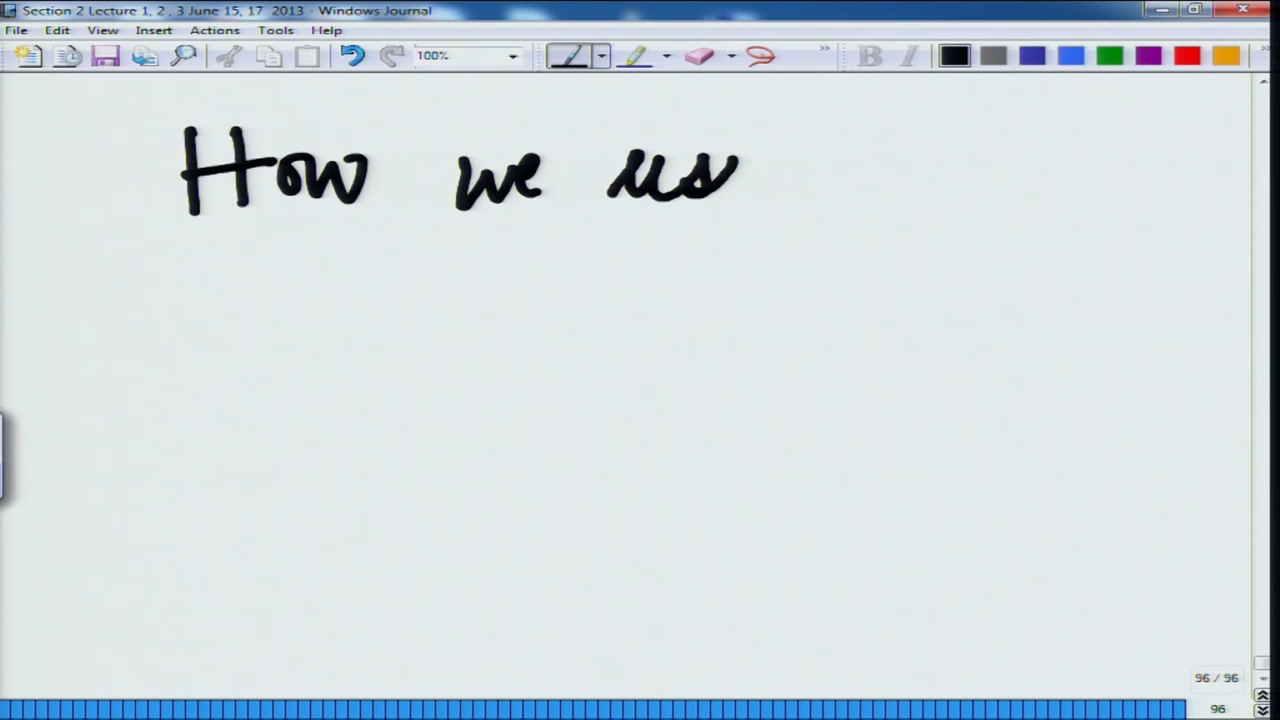 Section 2 Lecture 1, 2 , 3 June 15, 17 2013 - Windows Journal
File Edit View Insert Actions Tools Help
100% B I
How we us
96 / 96
96